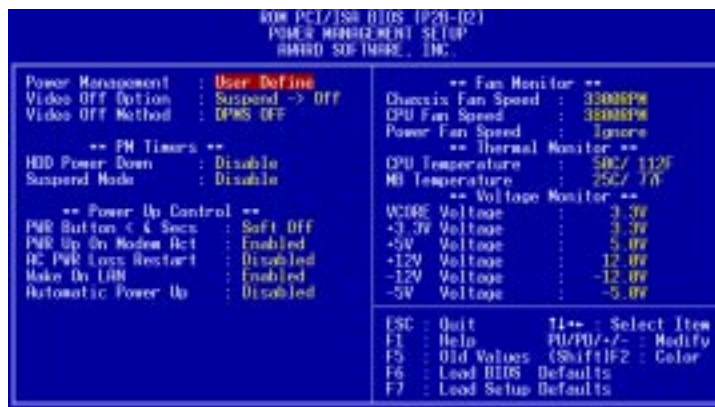 ROM PCI/ISA BIOS (P2B-D2)
POWER MANAGEMENT SETUP
AWARD SOFTWARE, INC.
Power Management : User Define
Video Off Option : Suspend -> Off
Video Off Method : DPMS OFF
** PM Timers **
HDD Power Down : Disable
Suspend Mode : Disable
** Power Up Control **
PWR Button < 4 Secs : Soft Off
PWR Up On Modem Act : Enabled
AC PWR Loss Restart : Disabled
Wake On LAN : Enabled
Automatic Power Up : Disabled
** Fan Monitor **
Chassis Fan Speed : 3300RPM
CPU Fan Speed : 3800RPM
Power Fan Speed : Ignore
** Thermal Monitor **
CPU Temperature : / 112F
MB Temperature : 25C/ 77F
** Voltage Monitor **
VCORE Voltage : 3.3V
+3.3V Voltage : 3.3V
+5V Voltage : 5.0V
+12V Voltage : 12.0V
-12V Voltage : -12.0V
-5V Voltage : -5.0V
ESC : Quit ↑↓→← : Select Item
F1 : Help PU/PD/+/- : Modify
F5 : Old Values (Shift)F2 : Color
F6 : Load BIOS Defaults
F7 : Load Setup Defaults